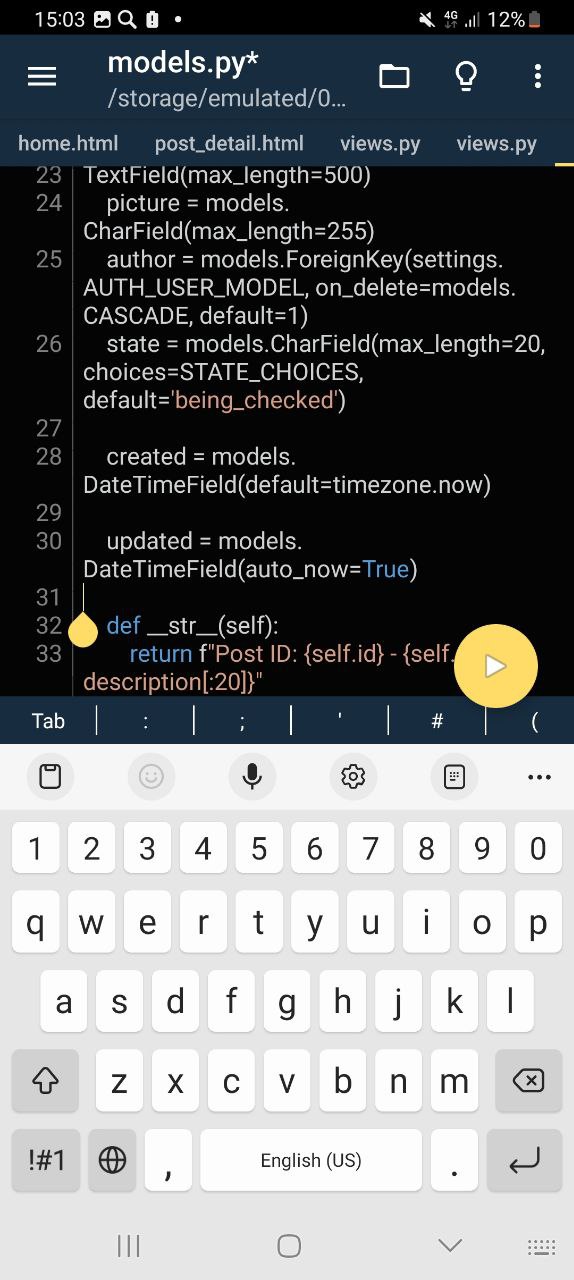 15:03
4G
12%
models.py*
/storage/emulated/0...
home.html post_detail.html views.py views.py
23 TextField(max_length=500)
24 picture = models.
CharField(max_length=255)
25 author = models.ForeignKey(settings.
AUTH_USER_MODEL, on_delete=models.
CASCADE, default=1)
26 state = models.CharField(max_length=20,
choices=STATE_CHOICES,
default='being_checked')
27
28 created = models.
DateTimeField(default=timezone.now)
29
30 updated = models.
DateTimeField(auto_now=True)
31
32 def __str__(self):
33 return f"Post ID: {self.id} - {self.
description[:20]}"
Tab : ; ' # (
1 2 3 4 5 6 7 8 9 0
q w e r t y u i o p
a s d f g h j k l
z x c v b n m
!#1 , English (US) .